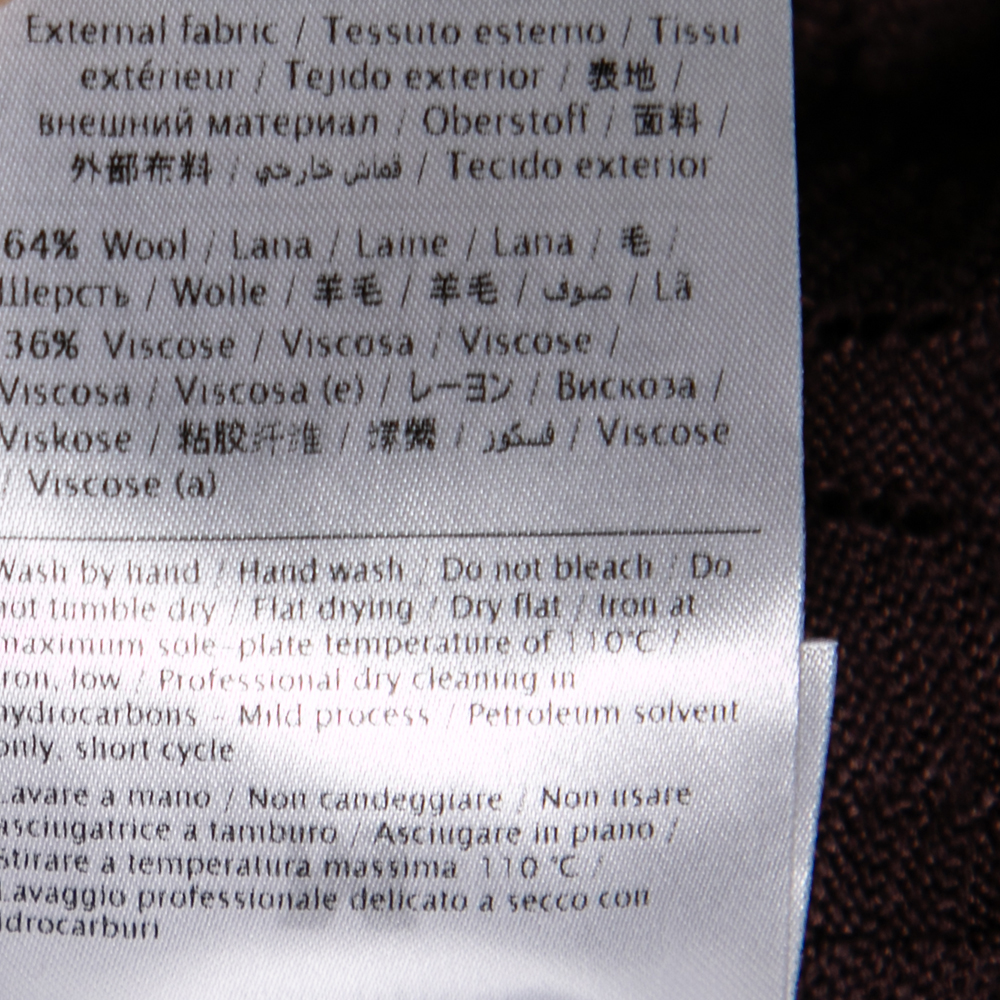 External fabric / Tessuto esterno / Tissu
extérieur / Tejido exterior / 表地 /
внешний материал / Oberstoff / 面料 /
外部布料 / قماش خارجي / Tecido exterior
64% Wool / Lana / Laine / Lana / 毛 /
Шерсть / Wolle / 羊毛 / 羊毛 / صوف / Lã
36% Viscose / Viscosa / Viscose /
Viscosa / Viscosa (e) / レーヨン / Вискоза /
Viskose / 粘胶纤维 / 嫘縈 / فسكوز / Viscose
/ Viscose (a)
Wash by hand / Hand wash / Do not bleach / Do
not tumble dry / Flat drying / Dry flat / Iron at
maximum sole-plate temperature of 110°C /
Iron, low / Professional dry cleaning in
hydrocarbons - Mild process / Petroleum solvent
only, short cycle
Lavare a mano / Non candeggiare / Non usare
asciugatrice a tamburo / Asciugare in piano /
Stirare a temperatura massima 110 °C /
Lavaggio professionale delicato a secco con
idrocarburi